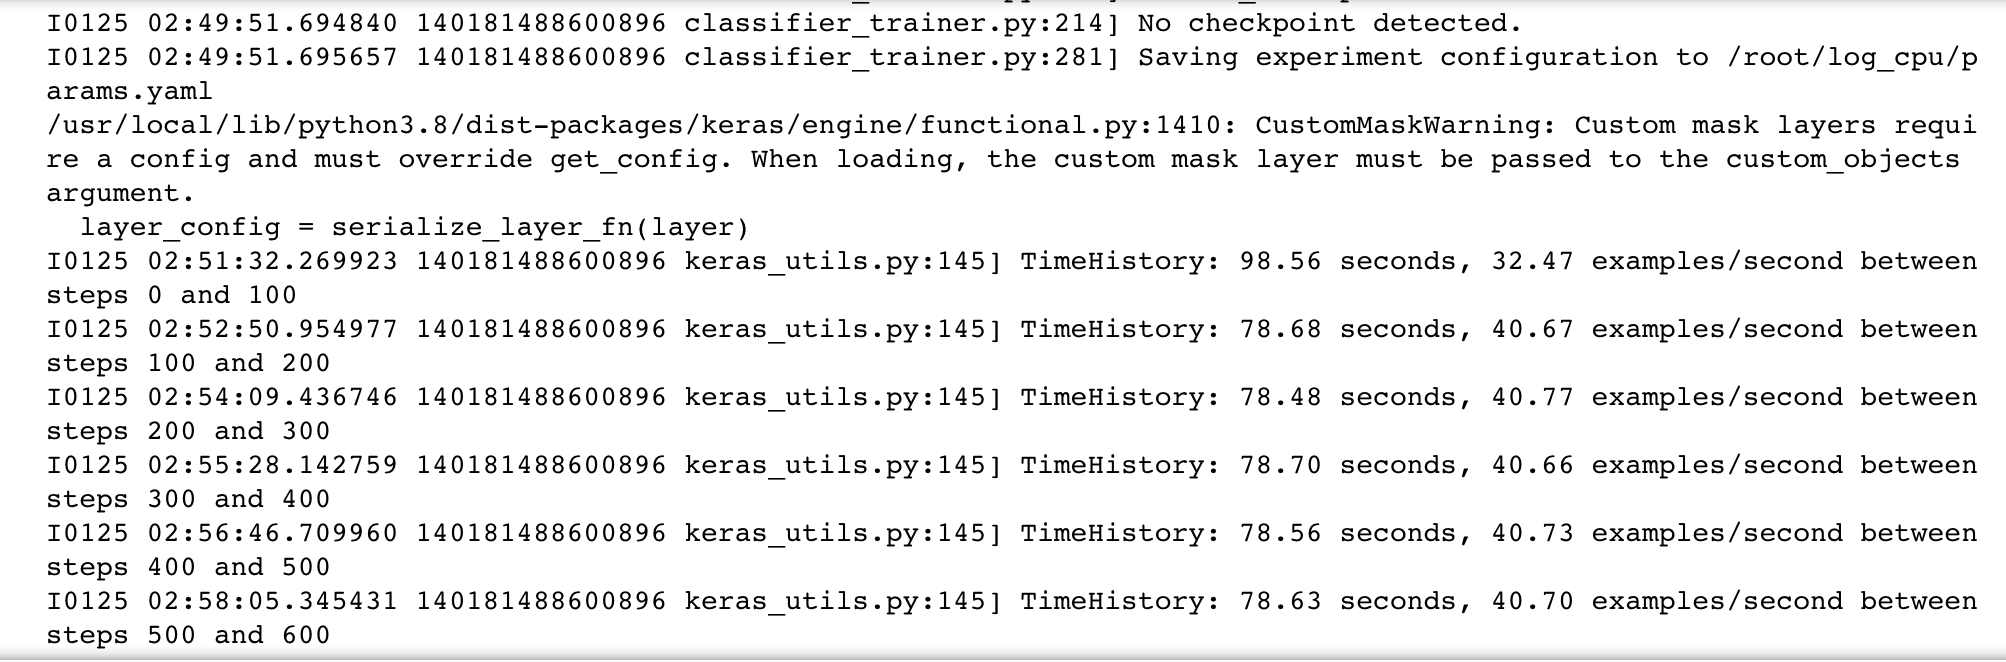 I0125 02:49:51.694840 140181488600896 classifier_trainer.py:214] No checkpoint detected.
I0125 02:49:51.695657 140181488600896 classifier_trainer.py:281] Saving experiment configuration to /root/log_cpu/p
arams.yaml
/usr/local/lib/python3.8/dist-packages/keras/engine/functional.py:1410: CustomMaskWarning: Custom mask layers requi
re a config and must override get_config. When loading, the custom mask layer must be passed to the custom_objects
argument.
  layer_config = serialize_layer_fn(layer)
I0125 02:51:32.269923 140181488600896 keras_utils.py:145] TimeHistory: 98.56 seconds, 32.47 examples/second between
steps 0 and 100
I0125 02:52:50.954977 140181488600896 keras_utils.py:145] TimeHistory: 78.68 seconds, 40.67 examples/second between
steps 100 and 200
I0125 02:54:09.436746 140181488600896 keras_utils.py:145] TimeHistory: 78.48 seconds, 40.77 examples/second between
steps 200 and 300
I0125 02:55:28.142759 140181488600896 keras_utils.py:145] TimeHistory: 78.70 seconds, 40.66 examples/second between
steps 300 and 400
I0125 02:56:46.709960 140181488600896 keras_utils.py:145] TimeHistory: 78.56 seconds, 40.73 examples/second between
steps 400 and 500
I0125 02:58:05.345431 140181488600896 keras_utils.py:145] TimeHistory: 78.63 seconds, 40.70 examples/second between
steps 500 and 600